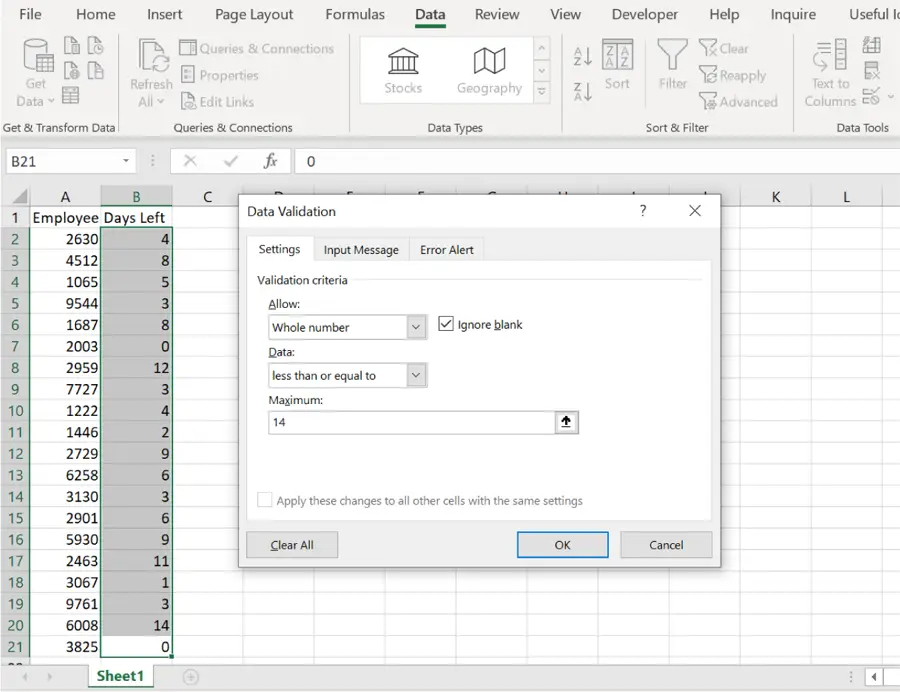 File Home Insert Page Layout Formulas Data Review View Developer Help Inquire Useful
Get Data
Refresh All
Queries & Connections
Properties
Edit Links
Stocks
Geography
Sort
Filter
Clear
Reapply
Advanced
Text to Columns
Get & Transform Data Queries & Connections Data Types Sort & Filter Data Tools
B21 fx 0
A B C K L
1 Employee Days Left
2 2630 4
3 4512 8
4 1065 5
5 9544 3
6 1687 8
7 2003 0
8 2959 12
9 7727 3
10 1222 4
11 1446 2
12 2729 9
13 6258 6
14 3130 3
15 2901 6
16 5930 9
17 2463 11
18 3067 1
19 9761 3
20 6008 14
21 3825 0
Data Validation ?
Settings Input Message Error Alert
Validation criteria
Allow:
Whole number Ignore blank
Data:
less than or equal to
Maximum:
14
Apply these changes to all other cells with the same settings
Clear All OK Cancel
Sheet1